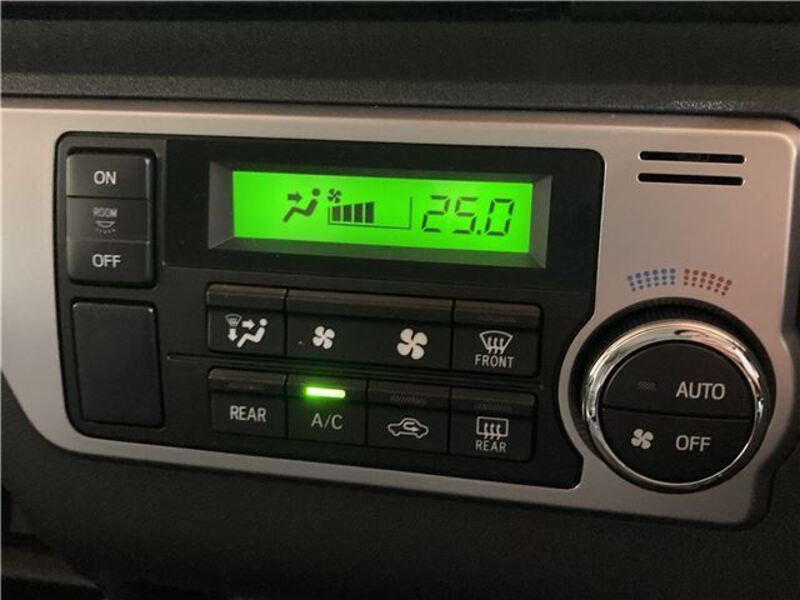 ON
ROOM
OFF
25.0
FRONT
REAR
A/C
REAR
AUTO
OFF